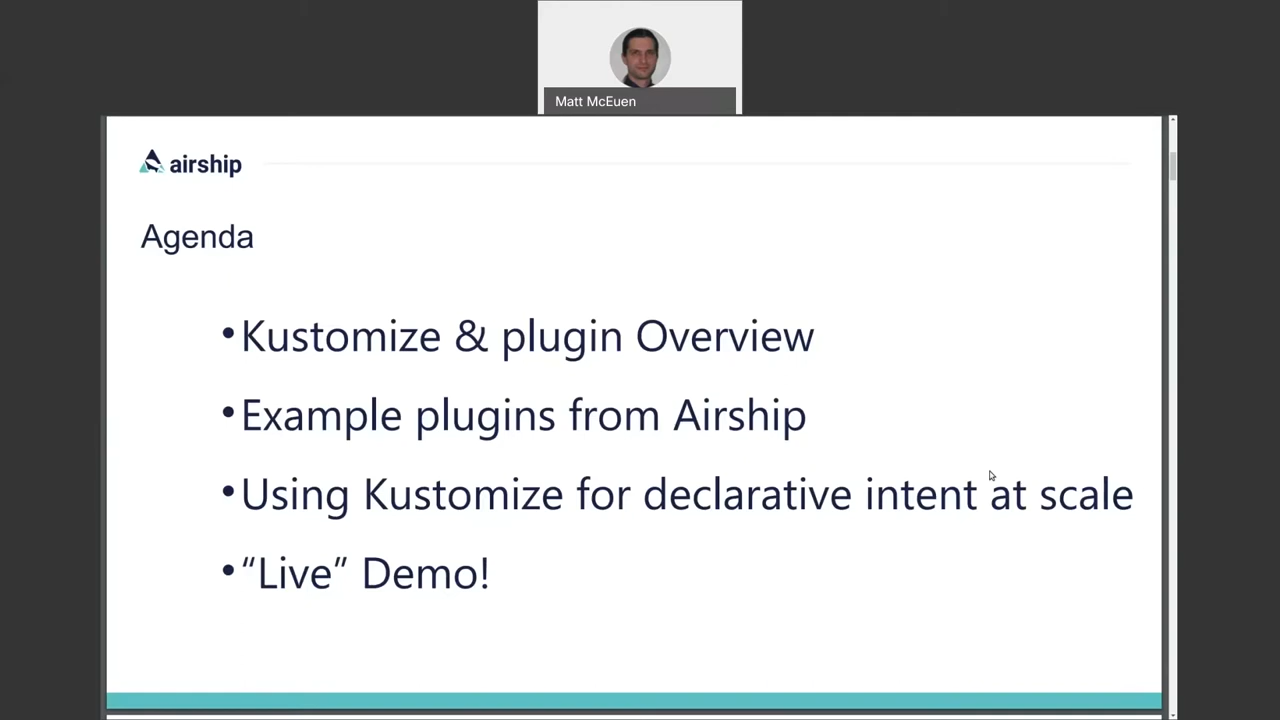 Matt McEuen
airship
Agenda
•Kustomize & plugin Overview
•Example plugins from Airship
•Using Kustomize for declarative intent at scale
•“Live” Demo!